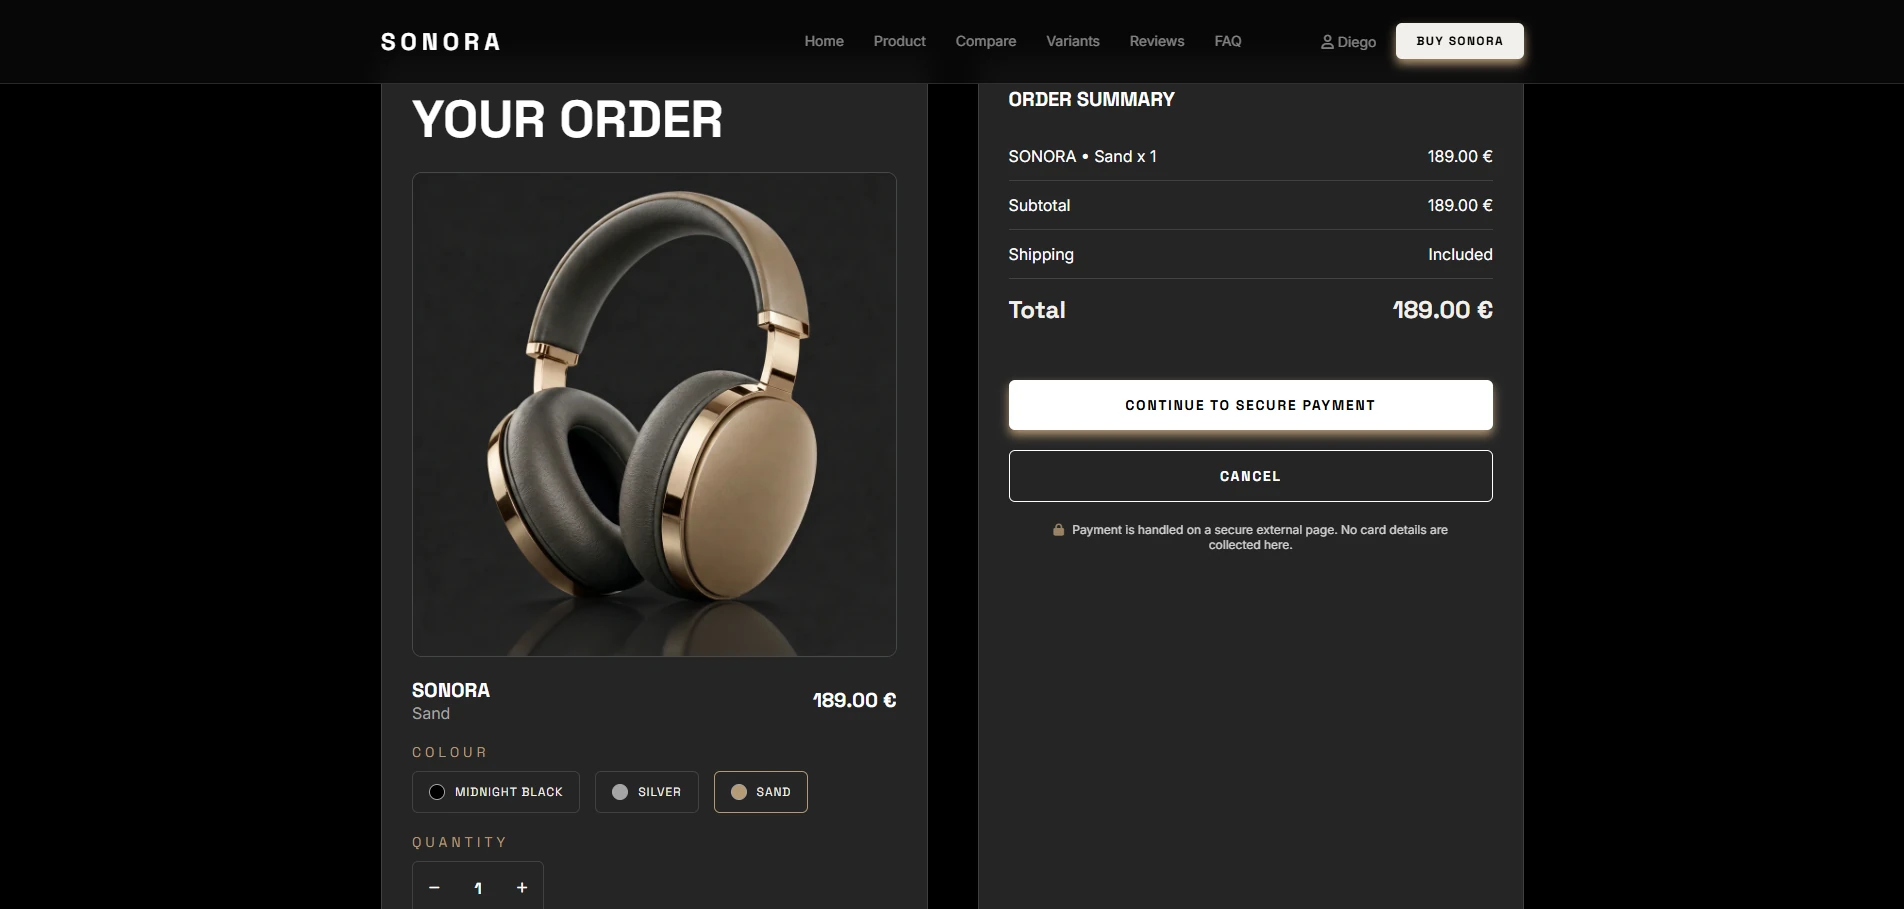 SONORA
Home
Product
Compare
Variants
Reviews
FAQ
Diego
BUY SONORA
YOUR ORDER
SONORA
Sand
189.00 €
COLOUR
MIDNIGHT BLACK
SILVER
SAND
QUANTITY
− 1 +
ORDER SUMMARY
SONORA • Sand x 1 189.00 €
Subtotal 189.00 €
Shipping Included
Total 189.00 €
CONTINUE TO SECURE PAYMENT
CANCEL
Payment is handled on a secure external page. No card details are
collected here.